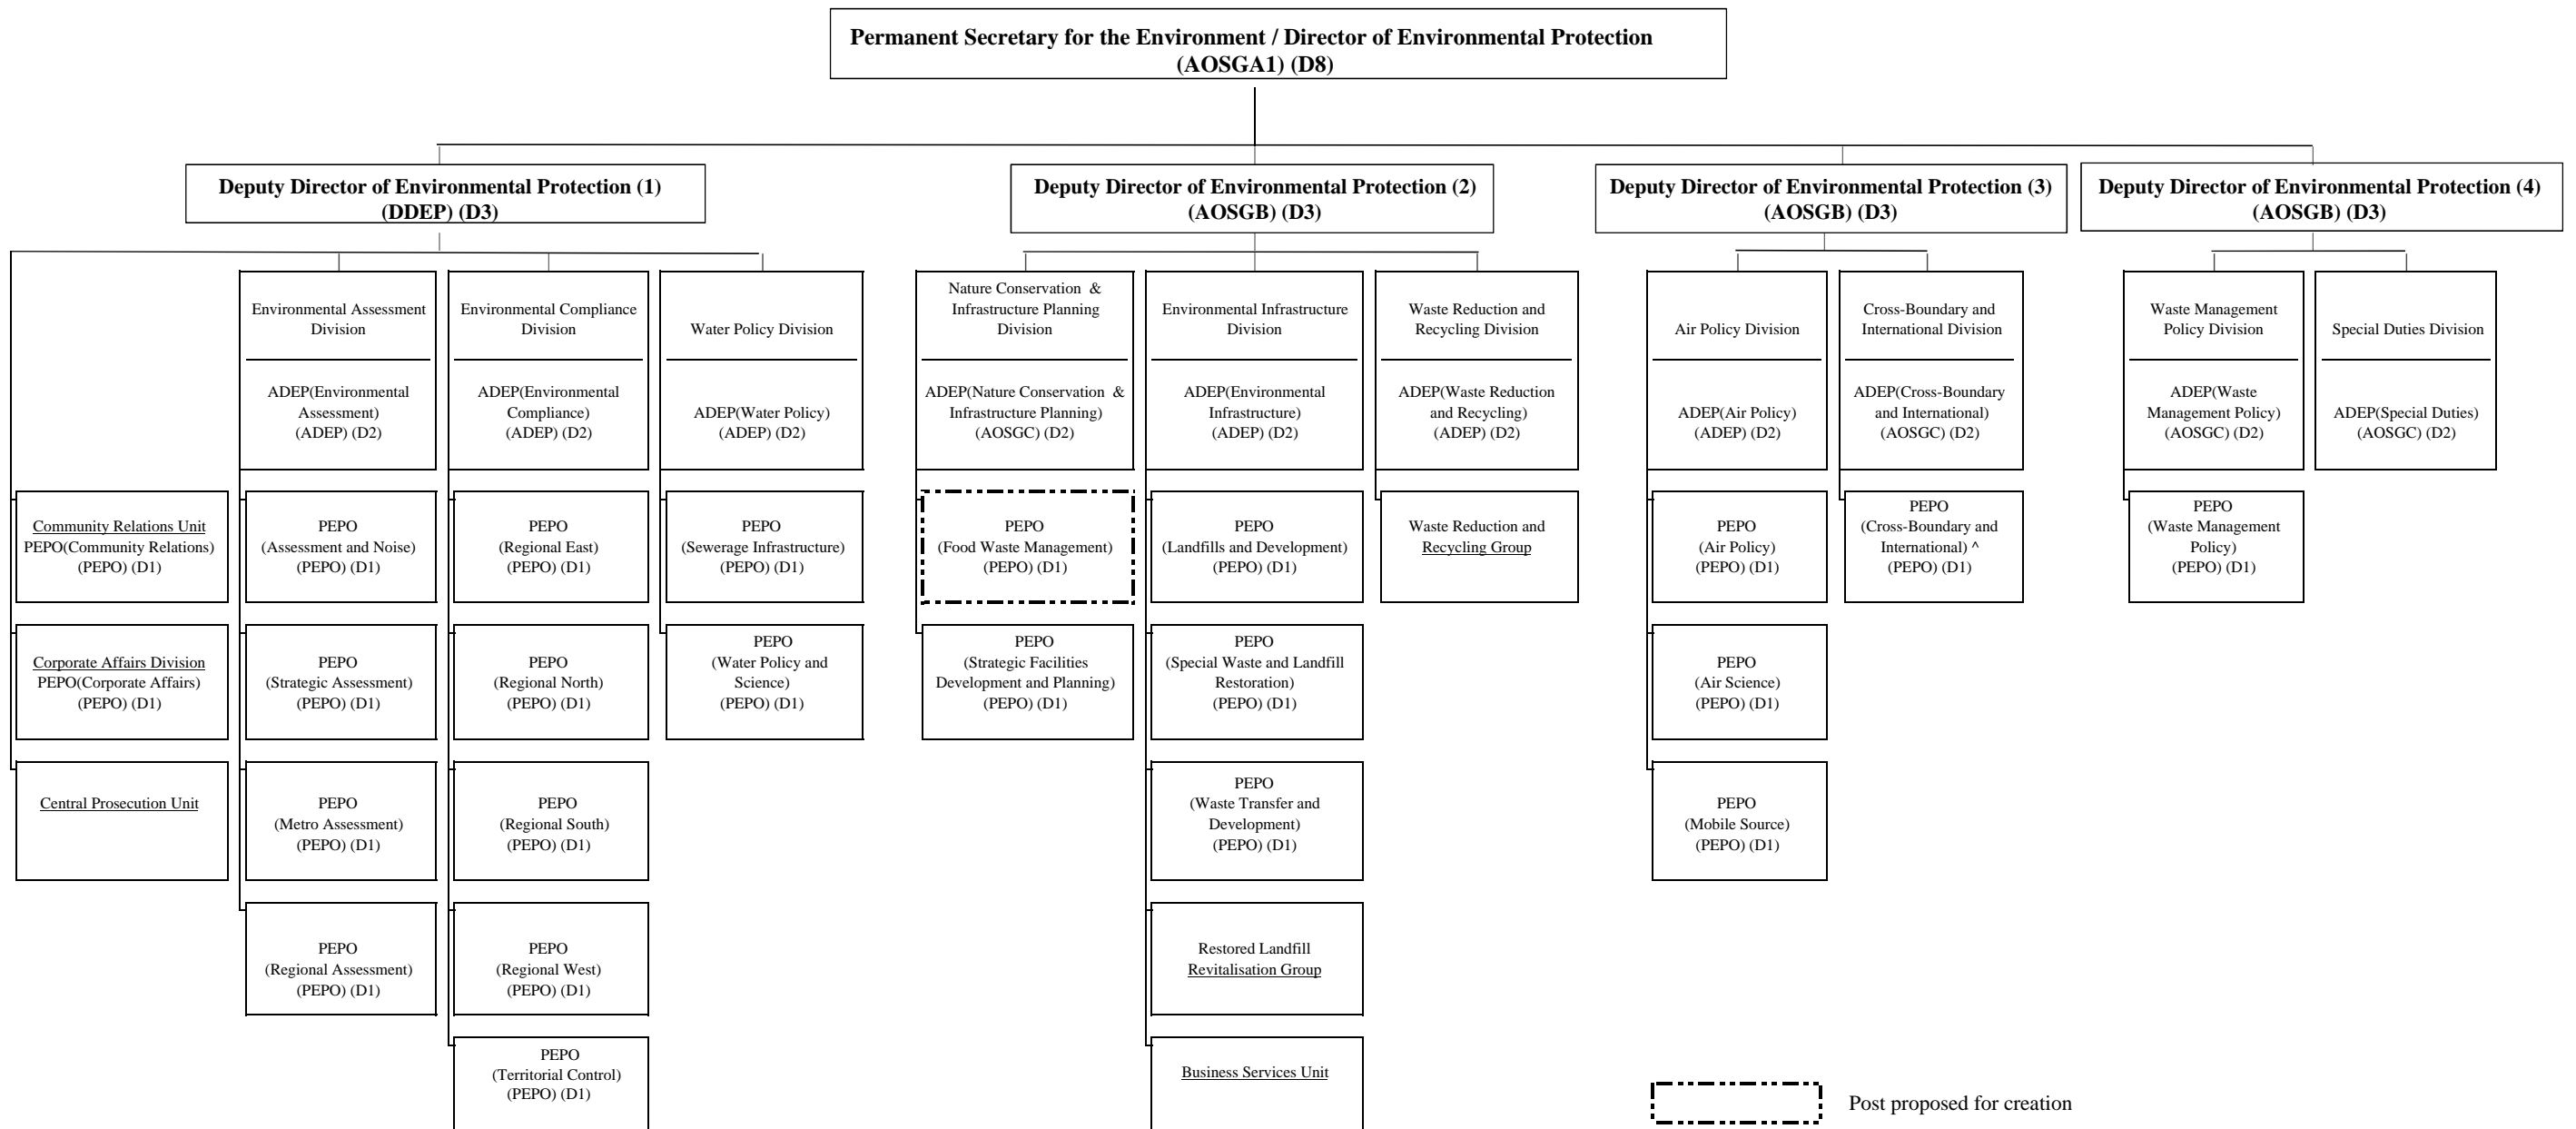 Permanent Secretary for the Environment / Director of Environmental Protection
(AOSGA1) (D8)
Deputy Director of Environmental Protection (1)
(DDEP) (D3)
Deputy Director of Environmental Protection (2)
(AOSGB) (D3)
Deputy Director of Environmental Protection (3)
(AOSGB) (D3)
Deputy Director of Environmental Protection (4)
(AOSGB) (D3)
Environmental Assessment
Division
ADEP(Environmental
Assessment)
(ADEP) (D2)
Environmental Compliance
Division
ADEP(Environmental
Compliance)
(ADEP) (D2)
Water Policy Division
ADEP(Water Policy)
(ADEP) (D2)
Nature Conservation &
Infrastructure Planning
Division
ADEP(Nature Conservation &
Infrastructure Planning)
(AOSGC) (D2)
Environmental Infrastructure
Division
ADEP(Environmental
Infrastructure)
(ADEP) (D2)
Waste Reduction and
Recycling Division
ADEP(Waste Reduction
and Recycling)
(ADEP) (D2)
Air Policy Division
ADEP(Air Policy)
(ADEP) (D2)
Cross-Boundary and
International Division
ADEP(Cross-Boundary
and International)
(AOSGC) (D2)
Waste Management
Policy Division
ADEP(Waste
Management Policy)
(AOSGC) (D2)
Special Duties Division
ADEP(Special Duties)
(AOSGC) (D2)
Community Relations Unit
PEPO(Community Relations)
(PEPO) (D1)
PEPO
(Assessment and Noise)
(PEPO) (D1)
PEPO
(Regional East)
(PEPO) (D1)
PEPO
(Sewerage Infrastructure)
(PEPO) (D1)
PEPO
(Food Waste Management)
(PEPO) (D1)
PEPO
(Landfills and Development)
(PEPO) (D1)
Waste Reduction and
Recycling Group
PEPO
(Air Policy)
(PEPO) (D1)
PEPO
(Cross-Boundary and
International) ^
(PEPO) (D1)
PEPO
(Waste Management
Policy)
(PEPO) (D1)
Corporate Affairs Division
PEPO(Corporate Affairs)
(PEPO) (D1)
PEPO
(Strategic Assessment)
(PEPO) (D1)
PEPO
(Regional North)
(PEPO) (D1)
PEPO
(Water Policy and
Science)
(PEPO) (D1)
PEPO
(Strategic Facilities
Development and Planning)
(PEPO) (D1)
PEPO
(Special Waste and Landfill
Restoration)
(PEPO) (D1)
PEPO
(Air Science)
(PEPO) (D1)
Central Prosecution Unit
PEPO
(Metro Assessment)
(PEPO) (D1)
PEPO
(Regional South)
(PEPO) (D1)
PEPO
(Waste Transfer and
Development)
(PEPO) (D1)
PEPO
(Mobile Source)
(PEPO) (D1)
PEPO
(Regional Assessment)
(PEPO) (D1)
PEPO
(Regional West)
(PEPO) (D1)
Restored Landfill
Revitalisation Group
PEPO
(Territorial Control)
(PEPO) (D1)
Business Services Unit
Post proposed for creation